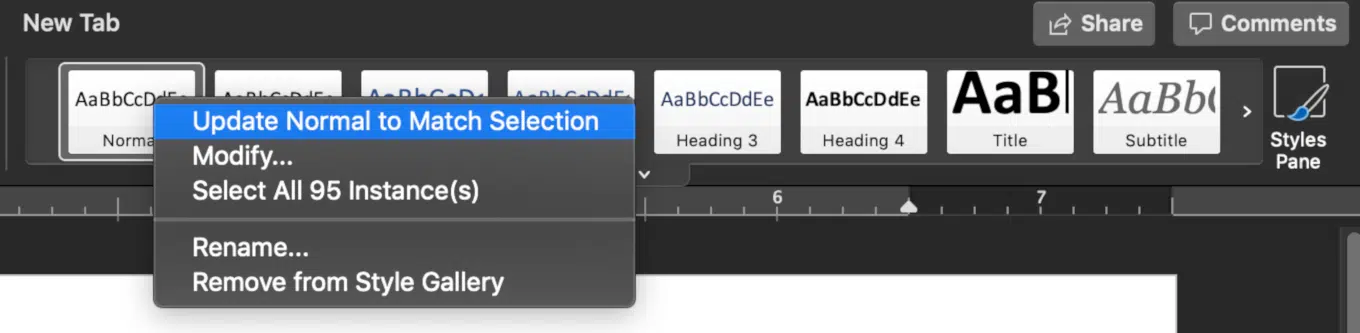 New Tab
Share
Comments
AaBbCcDdEe
AaBbCcDdEe
Heading 3
AaBbCcDdEe
Heading 4
AaB
Title
AaBb
Subtitle
Styles
Pane
Update Normal to Match Selection
Modify...
Select All 95 Instance(s)
Rename...
Remove from Style Gallery
6
7